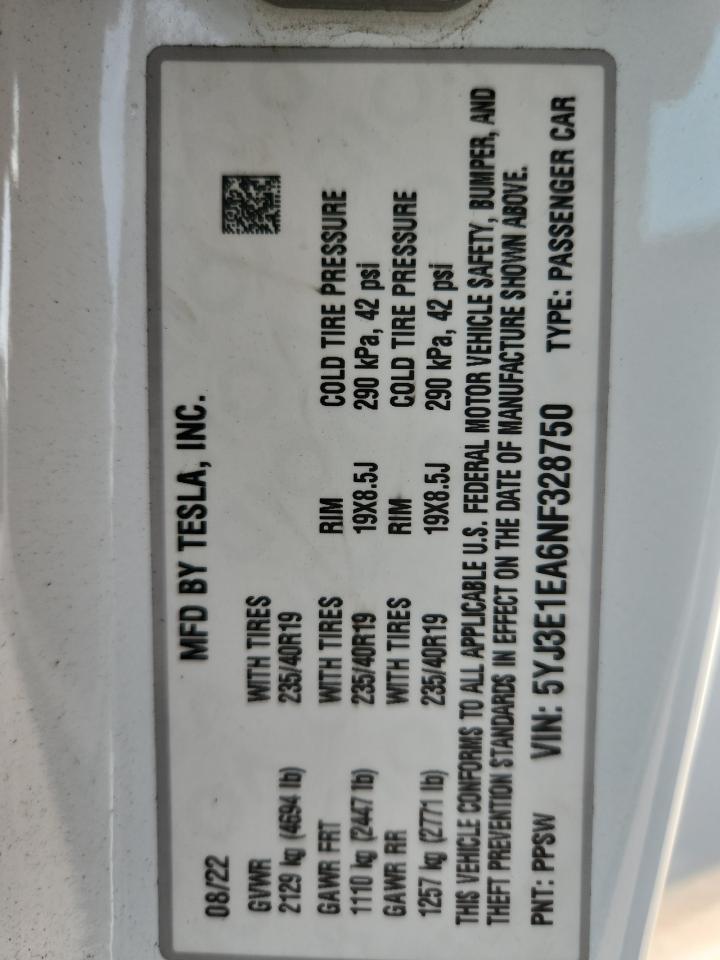 MFD BY TESLA, INC.
08/22
GVWR WITH TIRES
2129 kg (4694 lb) 235/40R19
GAWR FRT WITH TIRES RIM COLD TIRE PRESSURE
1110 kg (2447 lb) 235/40R19 19X8.5J 290 kPa, 42 psi
GAWR RR WITH TIRES RIM COLD TIRE PRESSURE
1257 kg (2771 lb) 235/40R19 19X8.5J 290 kPa, 42 psi
THIS VEHICLE CONFORMS TO ALL APPLICABLE U.S. FEDERAL MOTOR VEHICLE SAFETY, BUMPER, AND
THEFT PREVENTION STANDARDS IN EFFECT ON THE DATE OF MANUFACTURE SHOWN ABOVE.
PNT: PPSW VIN: 5YJ3E1EA6NF328750 TYPE: PASSENGER CAR